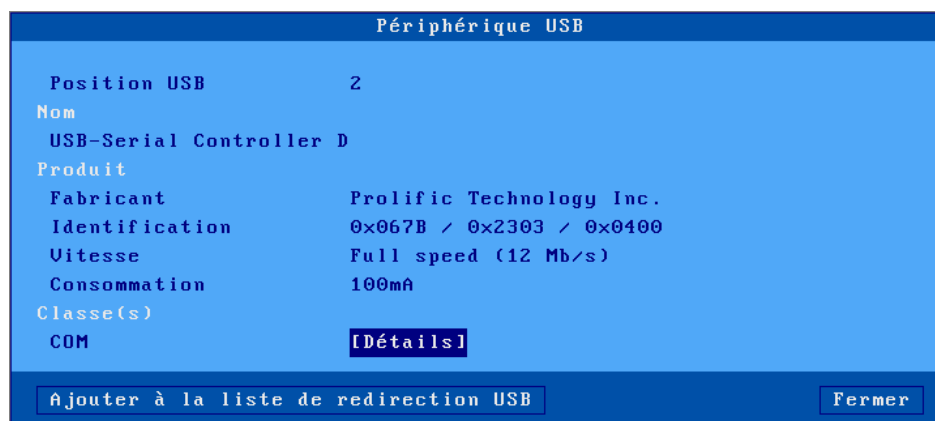 Périphérique USB
Position USB 2
Nom
USB-Serial Controller D
Produit
Fabricant Prolific Technology Inc.
Identification 0x067B / 0x2303 / 0x0400
Vitesse Full speed (12 Mb/s)
Consommation 100mA
Classe(s)
COM [Détails]
Ajouter à la liste de redirection USB Fermer